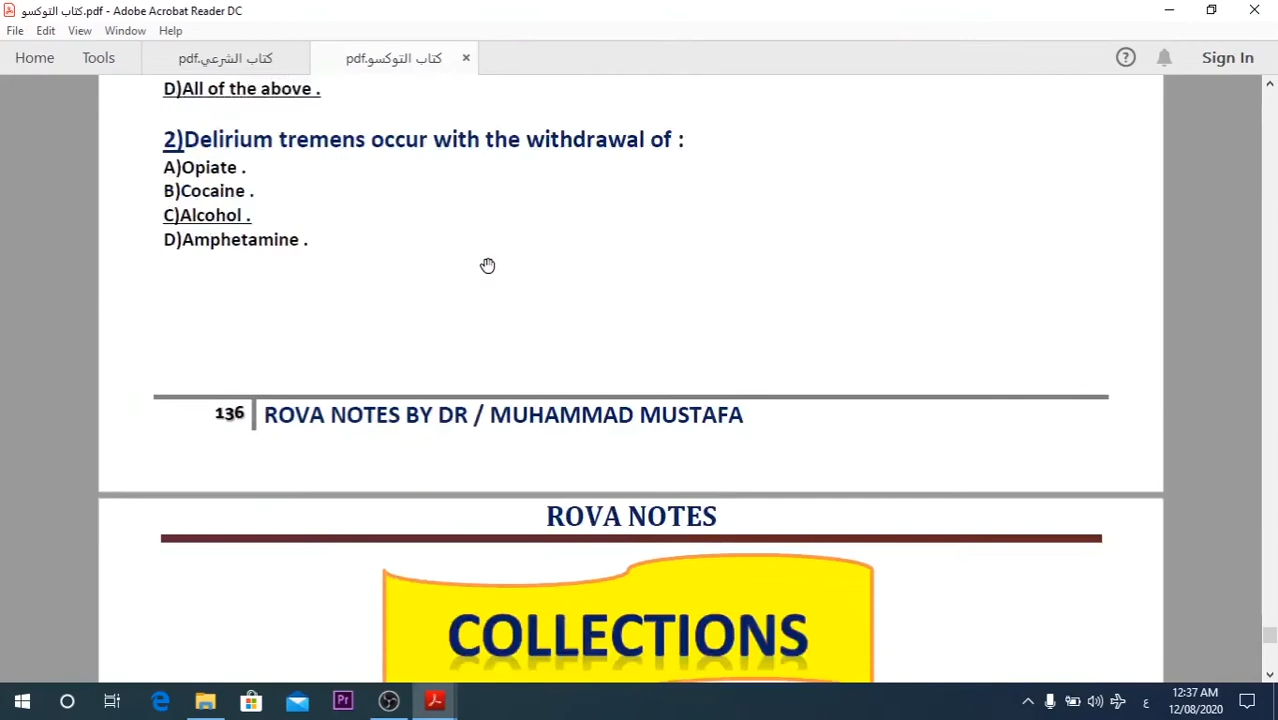 كتاب التوكسو.pdf - Adobe Acrobat Reader DC
File Edit View Window Help
Home Tools كتاب الشرعي.pdf كتاب التوكسو.pdf × Sign In
D)All of the above .
2)Delirium tremens occur with the withdrawal of :
A)Opiate .
B)Cocaine .
C)Alcohol .
D)Amphetamine .
136 ROVA NOTES BY DR / MUHAMMAD MUSTAFA
ROVA NOTES
COLLECTIONS
12:37 AM
ع
12/08/2020